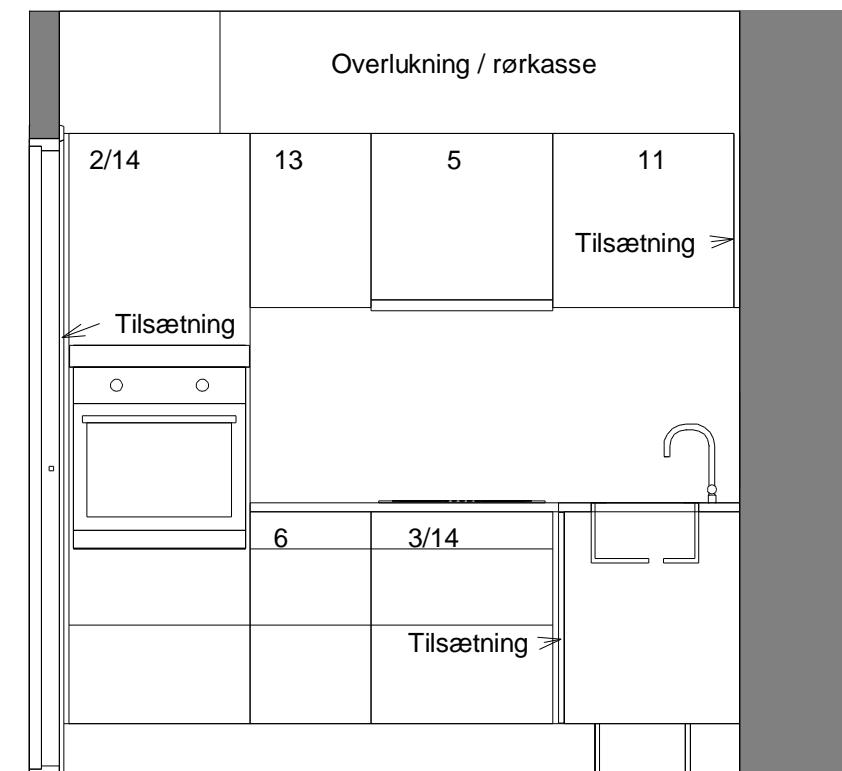 Overlukning / rørkasse
2/14
13
5
11
Tilsætning
Tilsætning
6
3/14
Tilsætning